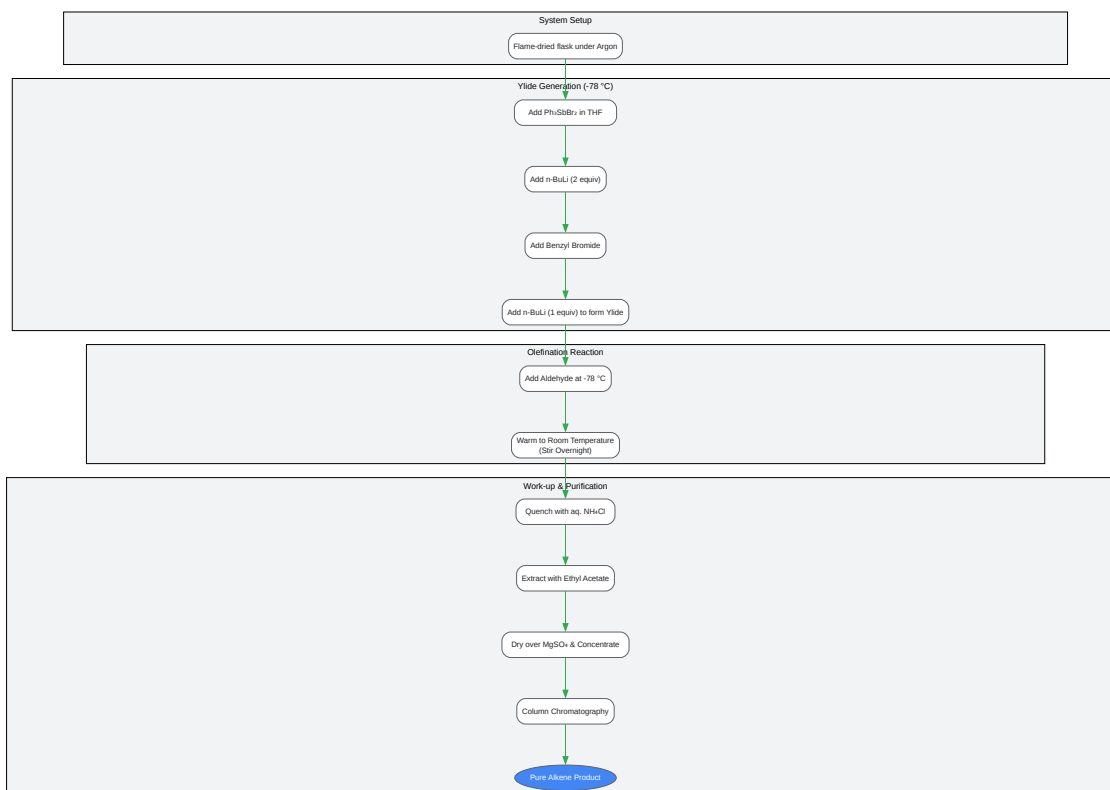 System Setup
Flame-dried flask under Argon
Ylide Generation (-78 °C)
Add Ph₃SbBr₂ in THF
Add n-BuLi (2 equiv)
Add Benzyl Bromide
Add n-BuLi (1 equiv) to form Ylide
Olefination Reaction
Add Aldehyde at -78 °C
Warm to Room Temperature
(Stir Overnight)
Work-up & Purification
Quench with aq. NH₄Cl
Extract with Ethyl Acetate
Dry over MgSO₄ & Concentrate
Column Chromatography
Pure Alkene Product